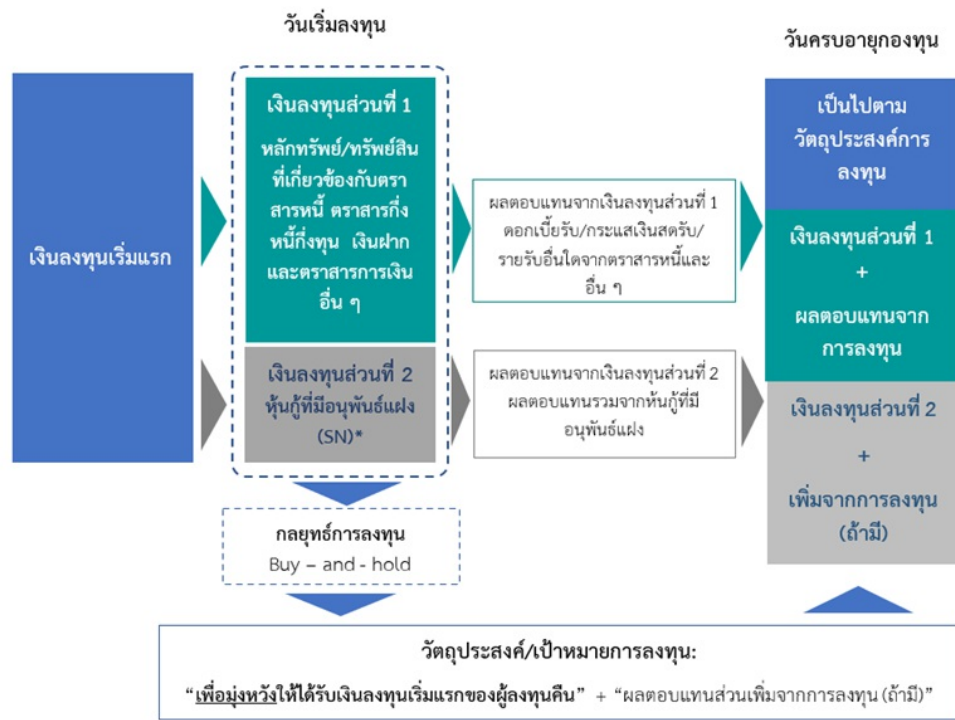 วันเริ่มลงทุน
วันครบอายุกองทุน
เงินลงทุนเริ่มแรก
เงินลงทุนส่วนที่ 1
หลักทรัพย์/ทรัพย์สิน
ที่เกี่ยวข้องกับตรา
สารหนี้ ตราสารกึ่ง
หนี้กึ่งทุน เงินฝาก
และตราสารการเงิน
อื่น ๆ
เงินลงทุนส่วนที่ 2
หุ้นกู้ที่มีอนุพันธ์แฝง
(SN)*
ผลตอบแทนจากเงินลงทุนส่วนที่ 1
ดอกเบี้ยรับ/กระแสเงินสดรับ/
รายรับอื่นใดจากตราสารหนี้และ
อื่น ๆ
ผลตอบแทนจากเงินลงทุนส่วนที่ 2
ผลตอบแทนรวมจากหุ้นกู้ที่มี
อนุพันธ์แฝง
เป็นไปตาม
วัตถุประสงค์การ
ลงทุน
เงินลงทุนส่วนที่ 1
+
ผลตอบแทนจาก
การลงทุน
เงินลงทุนส่วนที่ 2
+
เพิ่มจากการลงทุน
(ถ้ามี)
กลยุทธ์การลงทุน
Buy – and - hold
วัตถุประสงค์/เป้าหมายการลงทุน:
“เพื่อมุ่งหวังให้ได้รับเงินลงทุนเริ่มแรกของผู้ลงทุนคืน” + “ผลตอบแทนส่วนเพิ่มจากการลงทุน (ถ้ามี)”